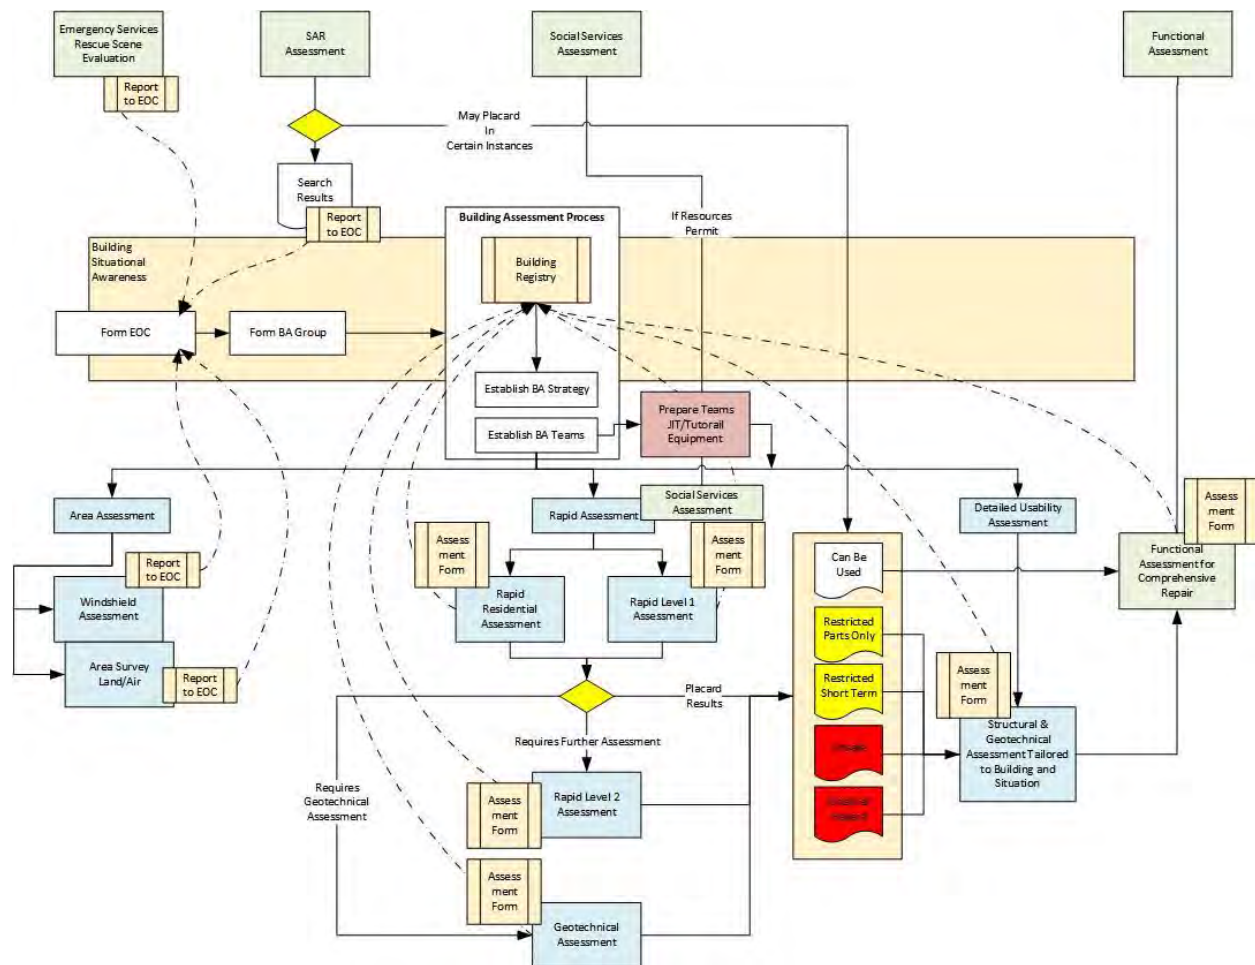 Emergency Services
Rescue Scene
Evaluation
Report
to EOC
SAR
Assessment
Social Services
Assessment
Functional
Assessment
May Placard
In
Certain Instances
Search
Results
Report
to EOC
If Resources
Permit
Building Assessment Process
Building
Registry
Building
Situational
Awareness
Form EOC
Form BA Group
Establish BA Strategy
Establish BA Teams
Prepare Teams
JIT/Tutorail
Equipment
Social Services
Assessment
Area Assessment
Rapid Assessment
Detailed Usability
Assessment
Assess
ment
Form
Report
to EOC
Windshield
Assessment
Area Survey
Land/Air
Report
to EOC
Assess
ment
Form
Rapid
Residential
Assessment
Assess
ment
Form
Rapid Level 1
Assessment
Can Be
Used
Restricted
Parts Only
Restricted
Short Term
Functional
Assessment for
Comprehensive
Repair
Assess
ment
Form
Structural &
Geotechnical
Assessment Tailored
to Building and
Situation
Placard
Results
Requires Further Assessment
Requires
Geotechnical
Assessment
Assess
ment
Form
Rapid Level 2
Assessment
Assess
ment
Form
Geotechnical
Assessment